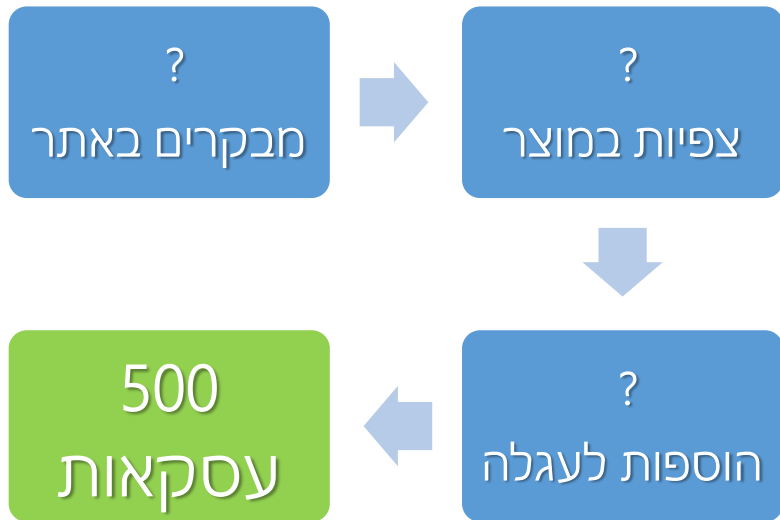 ?
מבקרים באתר
?
צפיות במוצר
?
הוספות לעגלה
500
עסקאות